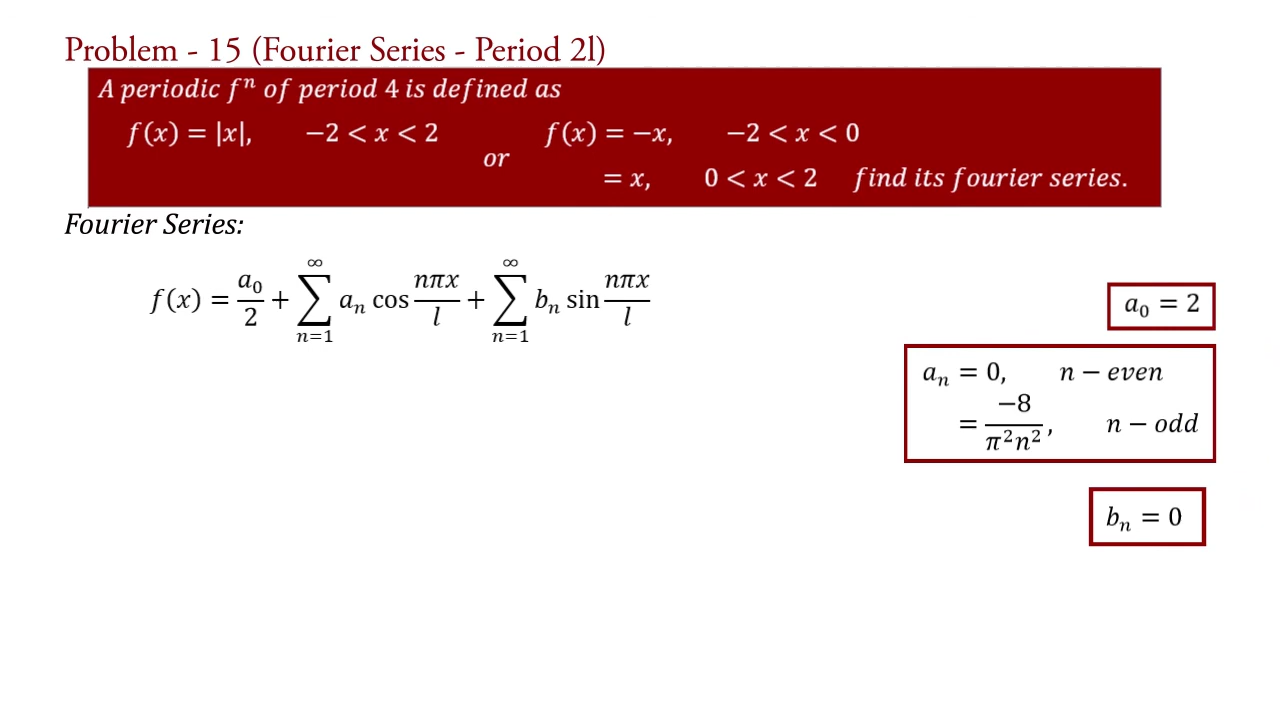 Problem - 15 (Fourier Series - Period 2l)
A periodic fⁿ of period 4 is defined as
f(x) = |x|, −2 < x < 2 or f(x) = −x, −2 < x < 0
= x, 0 < x < 2 find its fourier series.
Fourier Series:
f(x) = a₀/2 + ∑_{n=1}^{∞} aₙ cos nπx/l + ∑_{n=1}^{∞} bₙ sin nπx/l
a₀ = 2
aₙ = 0, n − even
= −8/π²n², n − odd
bₙ = 0